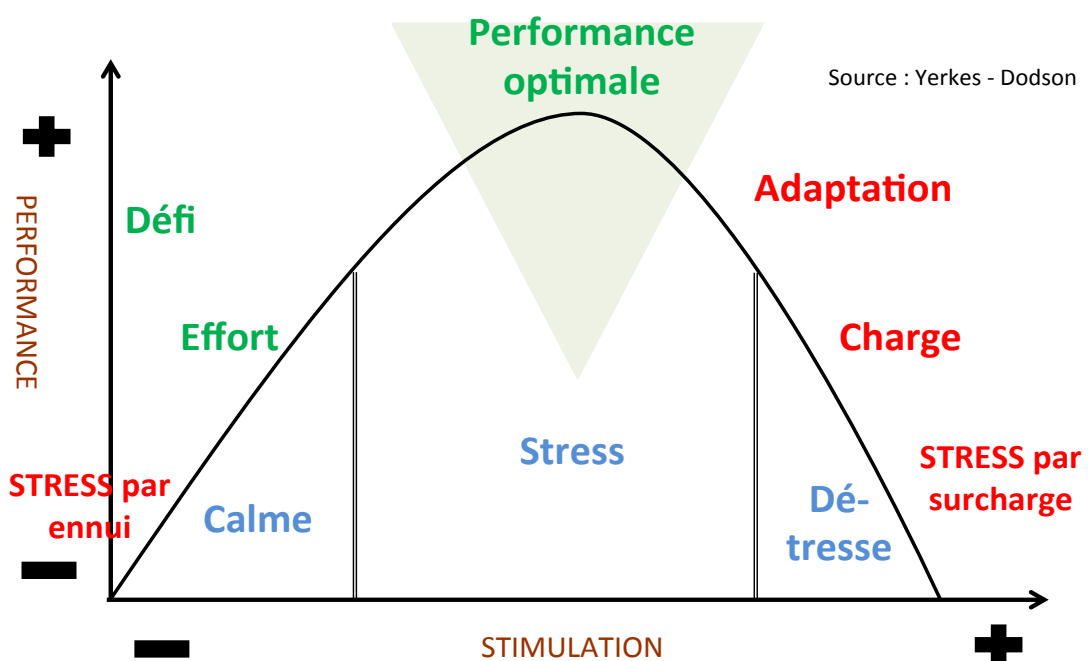 Performance
optimale
Source : Yerkes - Dodson
+
PERFORMANCE
Défi
Adaptation
Effort
Charge
Stress
STRESS par
ennui
Calme
Dé-
tresse
STRESS par
surcharge
-
-
STIMULATION
+